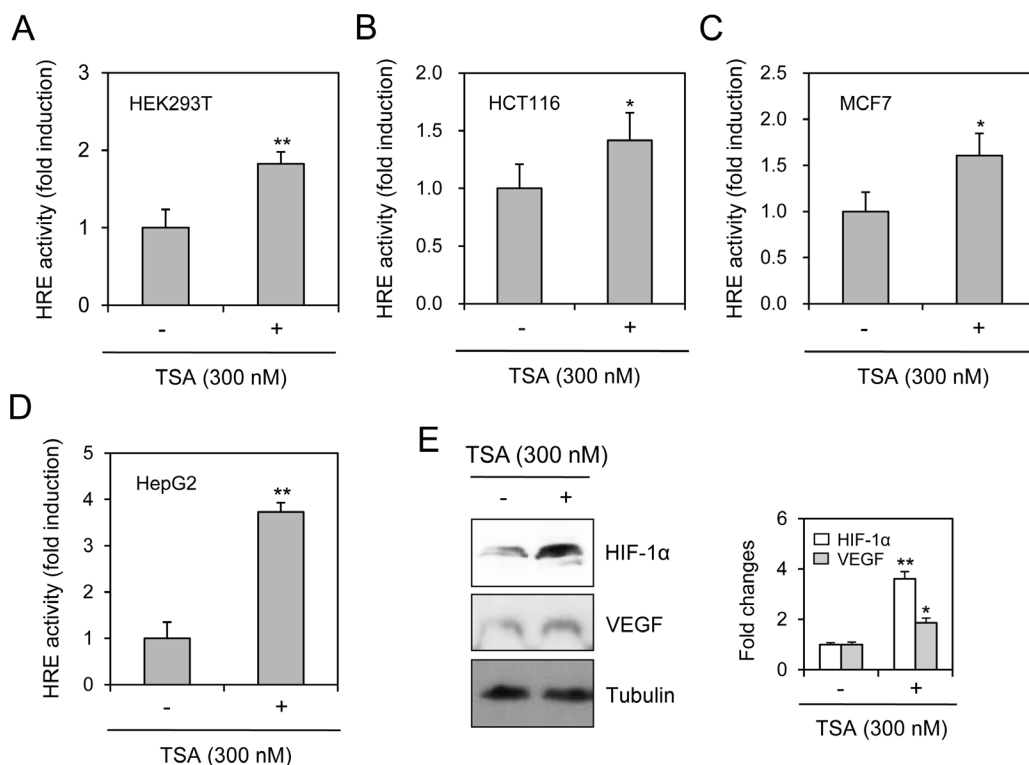 A
HRE activity (fold induction)
3
2
1
0
HEK293T
**
-
+
TSA (300 nM)
B
HRE activity (fold induction)
2.0
1.5
1.0
0.5
0.0
HCT116
*
-
+
TSA (300 nM)
C
HRE activity (fold induction)
2.5
2.0
1.5
1.0
0.5
0.0
MCF7
*
-
+
TSA (300 nM)
D
HRE activity (fold induction)
5
4
3
2
1
0
HepG2
**
-
+
TSA (300 nM)
E
TSA (300 nM)
-
+
HIF-1α
VEGF
Tubulin
Fold changes
6
4
2
0
HIF-1α
VEGF
**
*
-
+
TSA (300 nM)